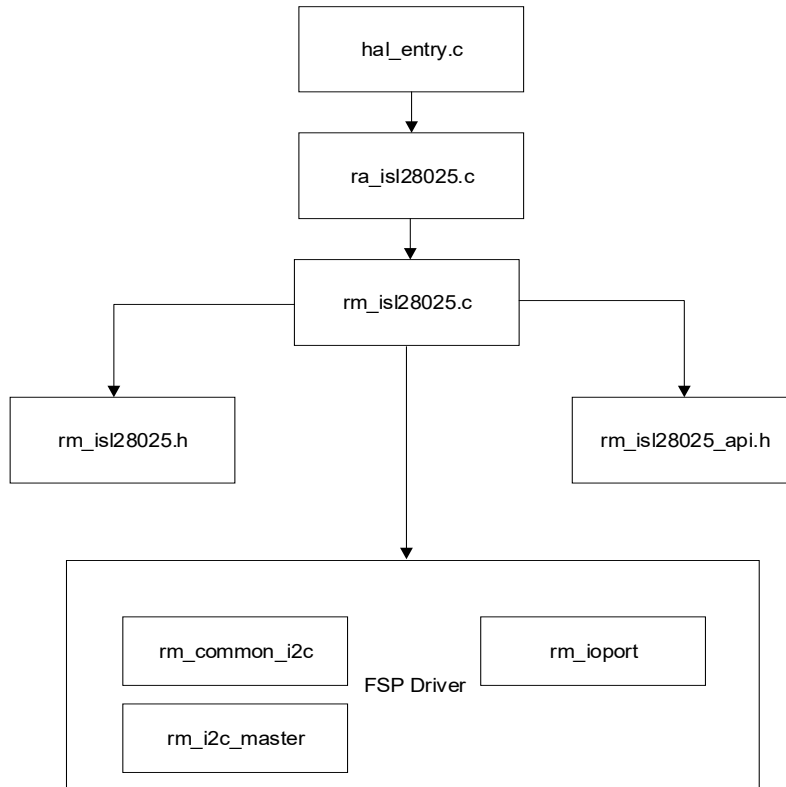 hal_entry.c
ra_isl28025.c
rm_isl28025.c
rm_isl28025.h
rm_isl28025_api.h
rm_common_i2c
rm_ioport
FSP Driver
rm_i2c_master